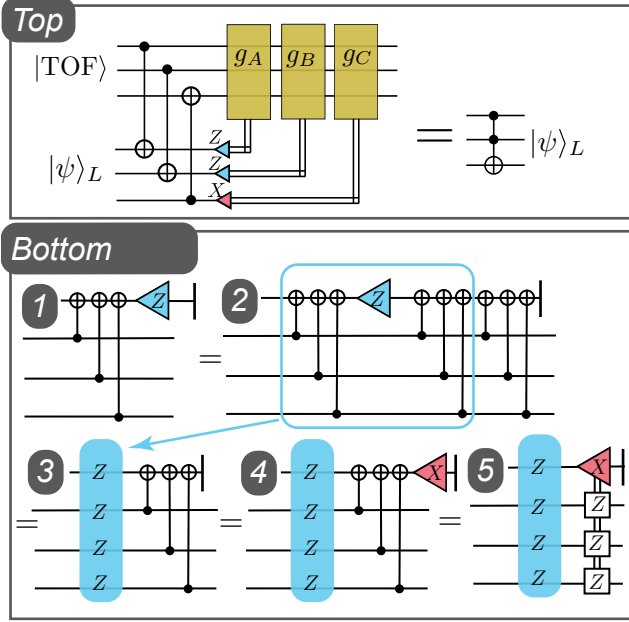 Top
g_A g_B g_C
|TOF⟩
Z
Z
|ψ⟩_L
X
=
|ψ⟩_L
Bottom
1
Z
=
2
Z
=
3
Z
Z
Z
Z
=
4
Z
Z
Z
Z
X
=
5
Z
Z
Z
Z
X
Z
Z
Z